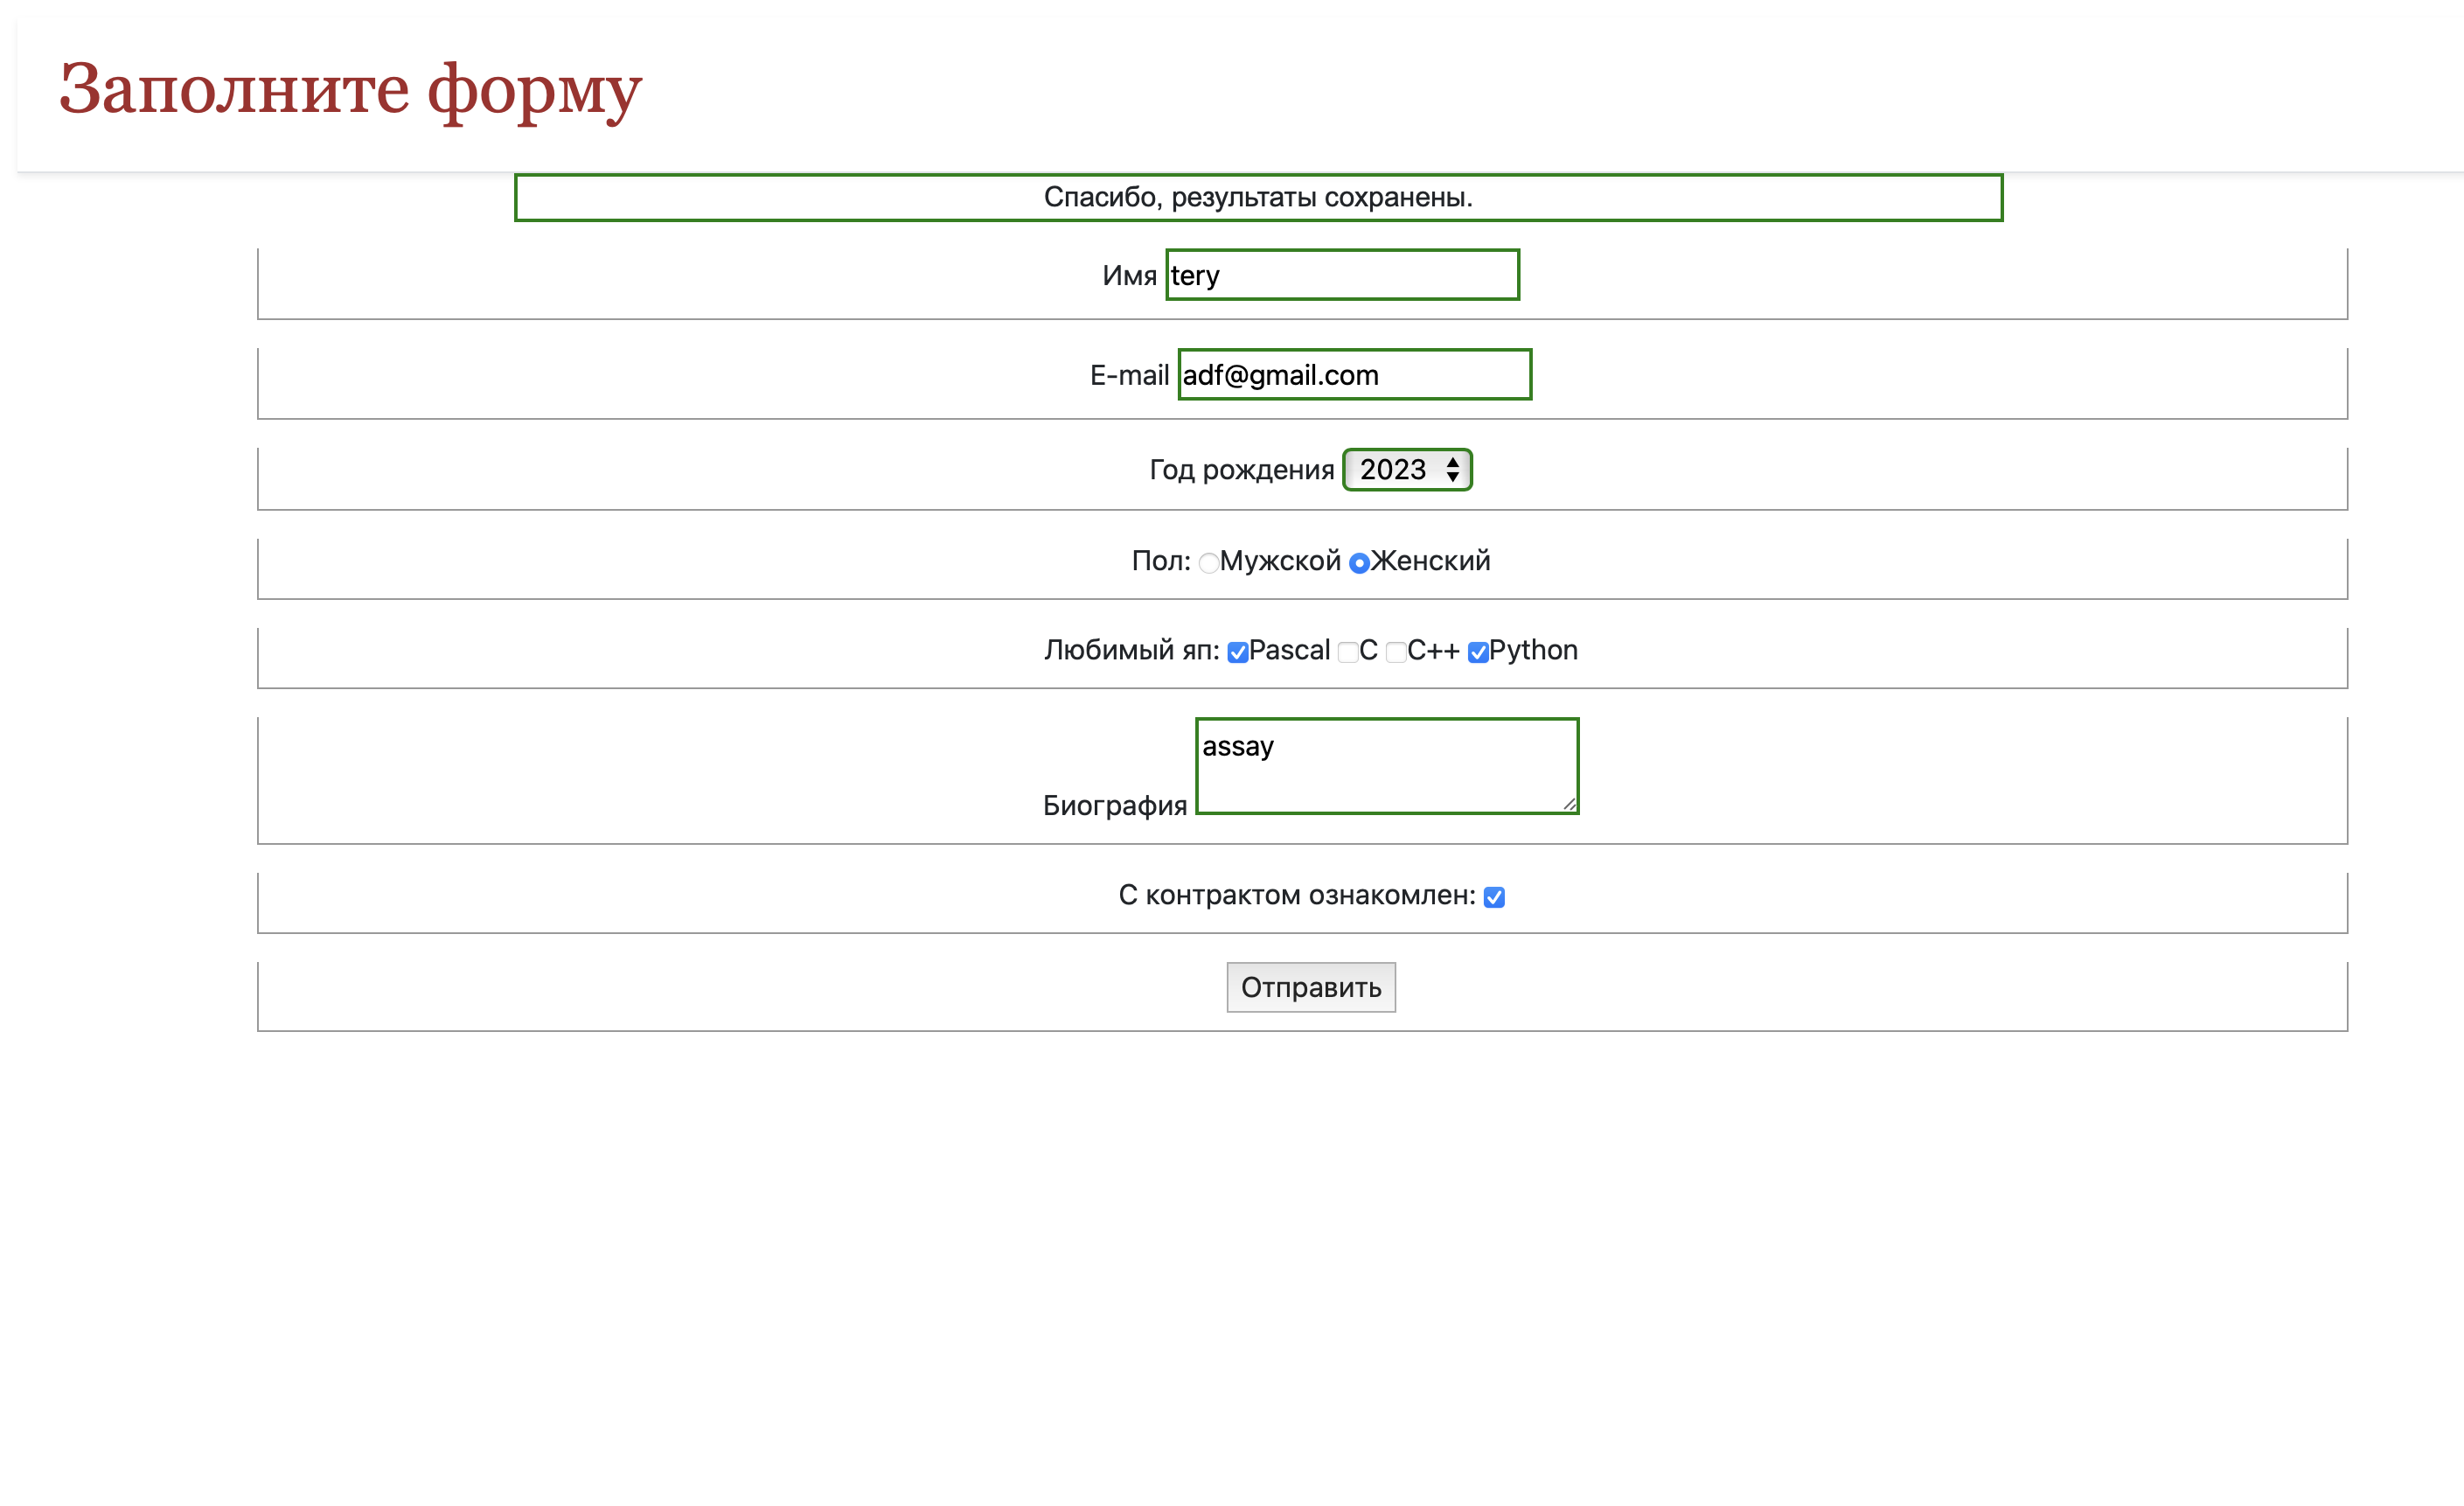 Заполните форму
Спасибо, результаты сохранены.
Имя tery
E-mail adf@gmail.com
Год рождения 2023
Пол: Мужской Женский
Любимый яп: Pascal C C++ Python
assay
Биография
С контрактом ознакомлен:
Отправить